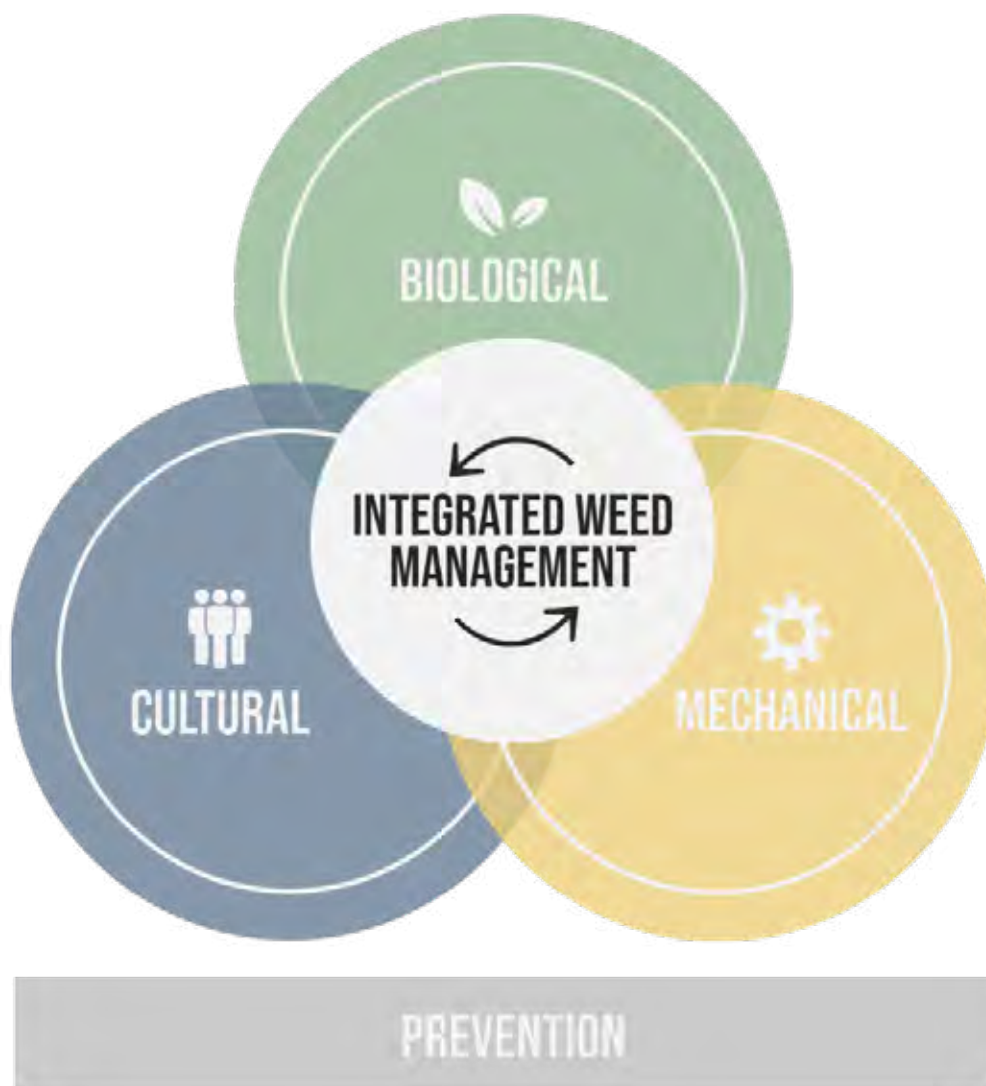 BIOLOGICAL
INTEGRATED WEED
MANAGEMENT
CULTURAL
MECHANICAL
PREVENTION